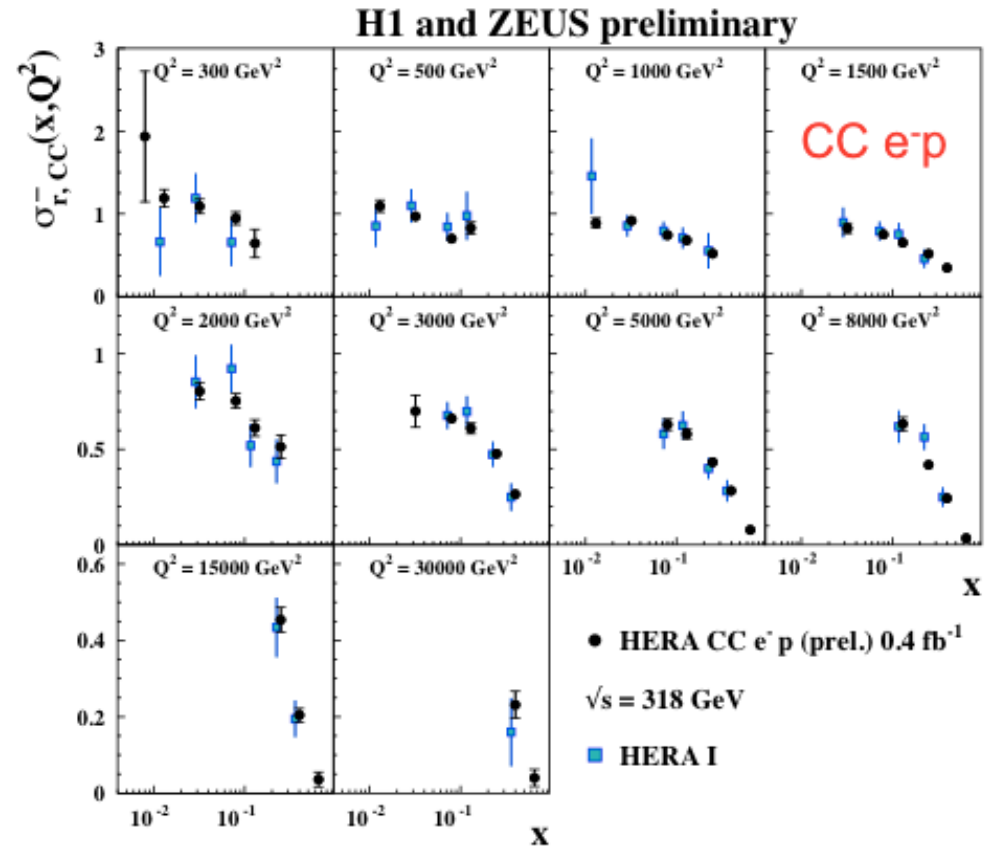 H1 and ZEUS preliminary
σ⁻r, CC(x,Q²)
3
2
1
0
Q² = 300 GeV²
Q² = 500 GeV²
Q² = 1000 GeV²
Q² = 1500 GeV²
CC e⁻p
1
0.5
0
Q² = 2000 GeV²
Q² = 3000 GeV²
Q² = 5000 GeV²
Q² = 8000 GeV²
0.6
0.4
0.2
0
Q² = 15000 GeV²
Q² = 30000 GeV²
10⁻² 10⁻¹ 10⁻² 10⁻¹
x
HERA CC e⁻ p (prel.) 0.4 fb⁻¹
√s = 318 GeV
HERA I
10⁻² 10⁻¹ 10⁻² 10⁻¹
x